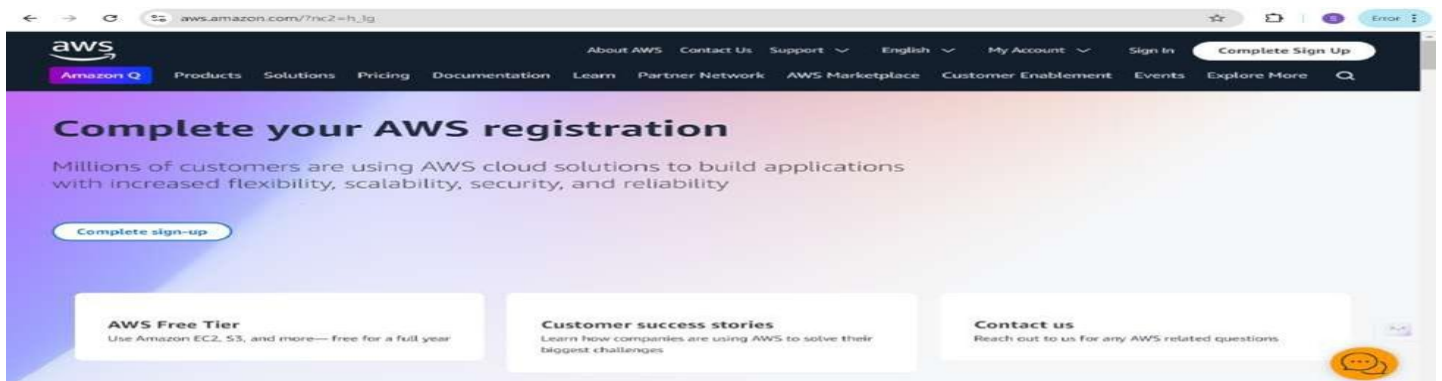 aws.amazon.com/?nc2=h_lg
Error
aws
About AWS Contact Us Support English My Account Sign In Complete Sign Up
Amazon Q Products Solutions Pricing Documentation Learn Partner Network AWS Marketplace Customer Enablement Events Explore More
Complete your AWS registration
Millions of customers are using AWS cloud solutions to build applications
with increased flexibility, scalability, security, and reliability
Complete sign-up
AWS Free Tier
Use Amazon EC2, S3, and more— free for a full year
Customer success stories
Learn how companies are using AWS to solve their
biggest challenges
Contact us
Reach out to us for any AWS related questions